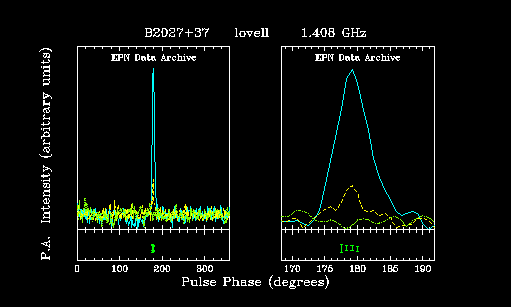 B2027+37 lovell 1.408 GHz
EPN Data Archive EPN Data Archive
P.A. Intensity (arbitrary units)
0 100 200 300 170 175 180 185 190
Pulse Phase (degrees)